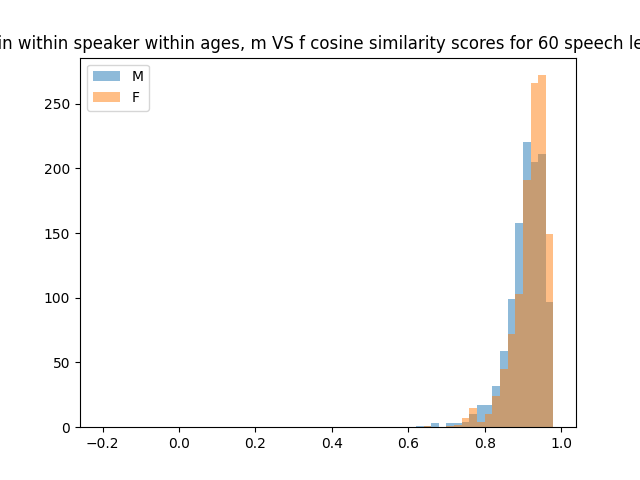 in within speaker within ages, m VS f cosine similarity scores for 60 speech le
M
F
250
200
150
100
50
0
−0.2 0.0 0.2 0.4 0.6 0.8 1.0